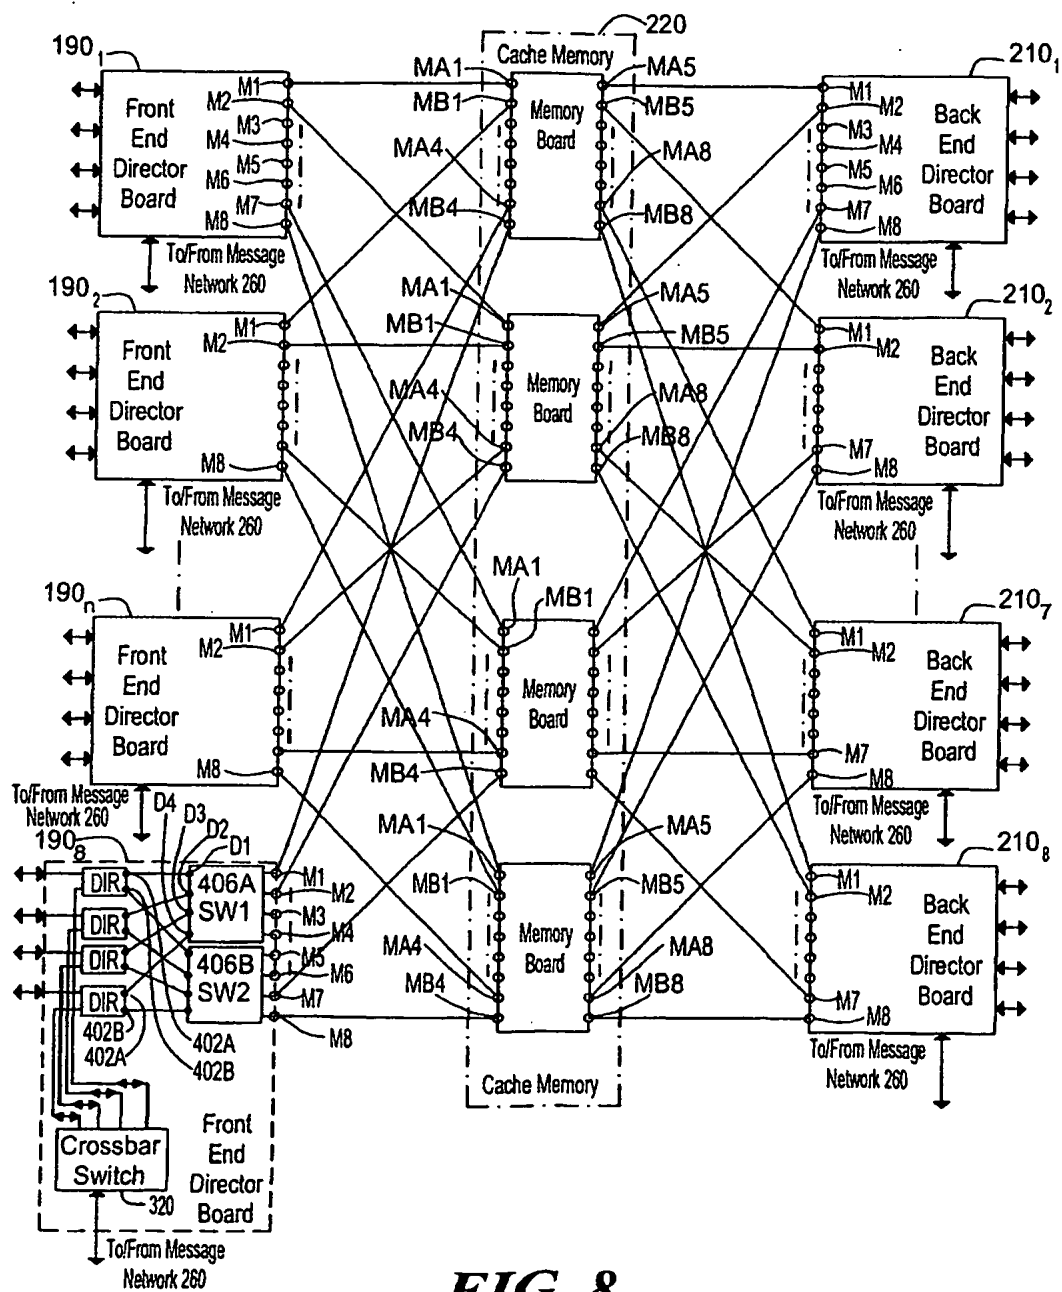 220
190 1
Cache Memory
210 1
M1
MA1
MA5
M1
M2
MB1
MB5
M2
Front End Director Board
M3
M4
M5
M6
M7
M8
Memory Board
MA4
MA8
MB4
MB8
M3
M4
M5
M6
M7
M8
Back End Director Board
To/From Message
Network 260
To/From Message
Network 260
190 2
MA1
MA5
210 2
M1
MB1
MB5
M1
M2
M2
Front End Director Board
Memory Board
Back End Director Board
MA4
MA8
MB4
MB8
M7
M8
M8
To/From Message
Network 260
To/From Message
Network 260
190 n
MA1
MB1
210 7
M1
M2
M1
M2
Front End Director Board
Memory Board
Back End Director Board
MA4
M7
M8
MB4
M8
To/From Message
Network 260
To/From Message
Network 260
D4
D3
D2
D1
190 8
MA1
MA5
210 8
DIR
406A
SW1
M1
M2
M3
M4
MB1
MB5
M1
M2
DIR
DIR
406B
SW2
M5
M6
M7
M8
Memory Board
Back End Director Board
MA4
MA8
M7
DIR
MB4
MB8
M8
402B
402A
402A
402B
To/From Message
Network 260
Cache Memory
Crossbar
Switch
320
Front End Director Board
To/From Message
Network 260
FIG. 8